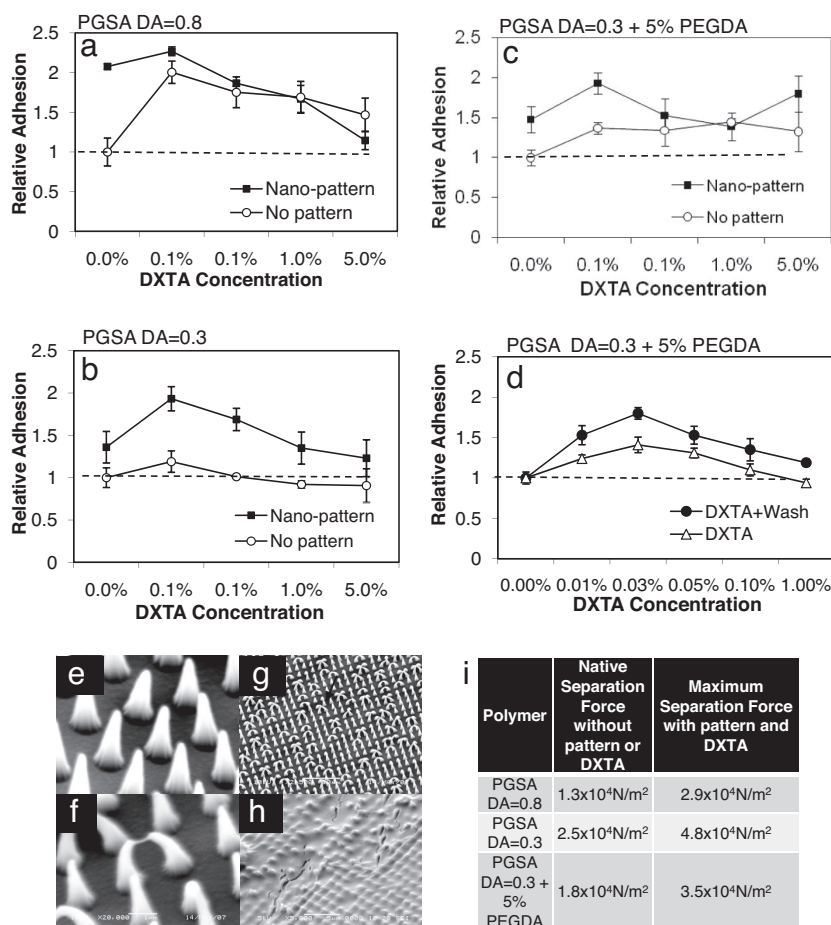 PGSA DA=0.8
a
2.5
2
1.5
1
0.5
0
Relative Adhesion
Nano-pattern
No pattern
0.0% 0.1% 0.1% 1.0% 5.0%
DXTA Concentration
PGSA DA=0.3 + 5% PEGDA
c
2.5
2
1.5
1
0.5
0
Relative Adhesion
Nano-pattern
No pattern
0.0% 0.1% 0.1% 1.0% 5.0%
DXTA Concentration
PGSA DA=0.3
b
2.5
2
1.5
1
0.5
0
Relative Adhesion
Nano-pattern
No pattern
0.0% 0.1% 0.1% 1.0% 5.0%
DXTA Concentration
PGSA DA=0.3 + 5% PEGDA
d
2.5
2
1.5
1
0.5
0
Relative Adhesion
DXTA+Wash
DXTA
0.00% 0.01% 0.03% 0.05% 0.10% 1.00%
DXTA Concentration
e
g
f
X20,000
14/ /07
h
i
Polymer
Native
Separation
Force
without
pattern or
DXTA
Maximum
Separation Force
with pattern and
DXTA
PGSA
DA=0.8
1.3x10⁴N/m²
2.9x10⁴N/m²
PGSA
DA=0.3
2.5x10⁴N/m²
4.8x10⁴N/m²
PGSA
DA=0.3 +
5%
PEGDA
1.8x10⁴N/m²
3.5x10⁴N/m²